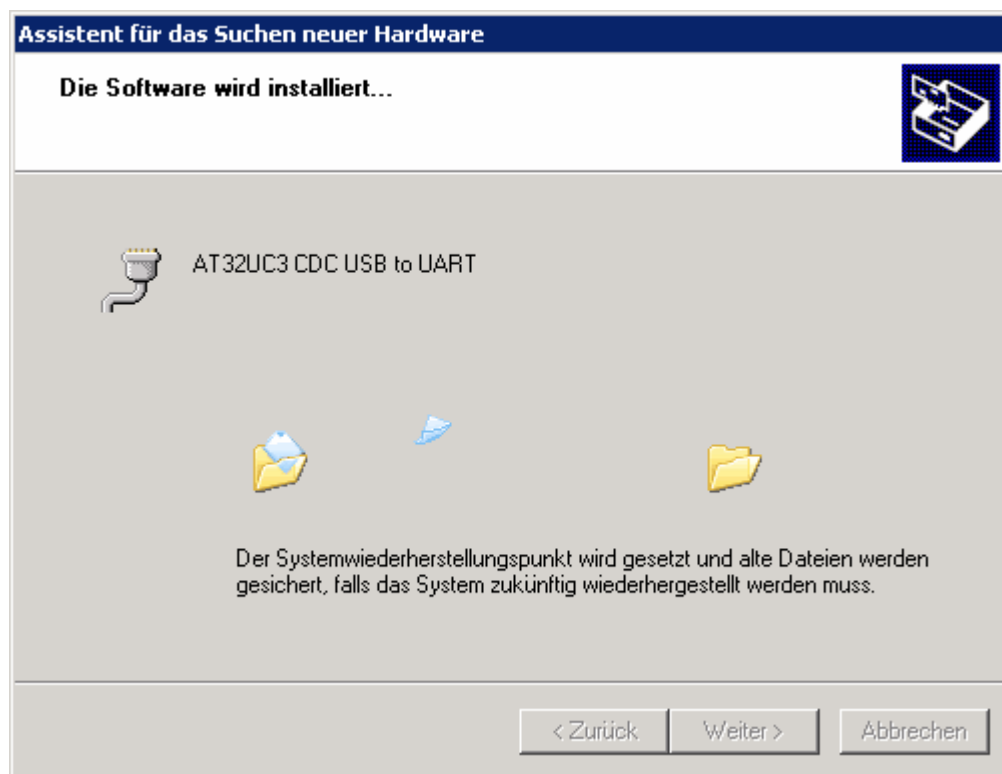 Assistent für das Suchen neuer Hardware
Die Software wird installiert...
AT32UC3 CDC USB to UART
Der Systemwiederherstellungspunkt wird gesetzt und alte Dateien werden
gesichert, falls das System zukünftig wiederhergestellt werden muss.
< Zurück
Weiter >
Abbrechen